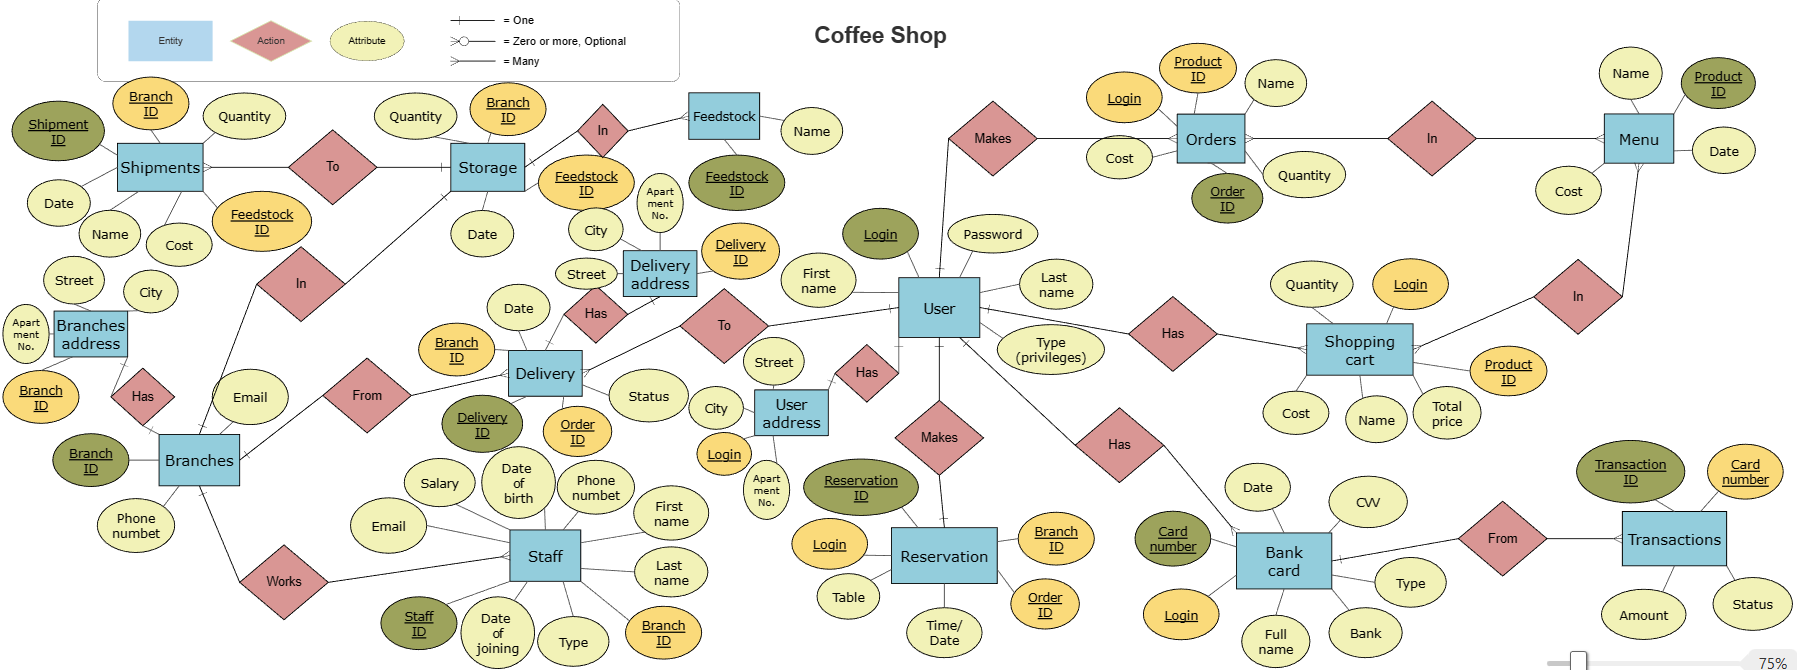 Coffee Shop
Entity
Action
Attribute
= One
= Zero or more, Optional
= Many
Shipment
ID
Branch
ID
Quantity
Shipments
Date
Name
Cost
Feedstock
ID
To
Quantity
Branch
ID
Storage
Date
Feedstock
ID
In
Feedstock
Name
Feedstock
ID
In
Street
City
Apart
ment
No.
Branches
address
Branch
ID
Has
Email
Branch
ID
Branches
Phone
numbet
From
Works
City
Apart
ment
No.
Street
Delivery
address
Delivery
ID
Has
Date
Branch
ID
Delivery
Status
Delivery
ID
Order
ID
To
Street
City
User
address
Login
Apart
ment
No.
Has
Salary
Date
of
birth
Phone
numbet
Email
First
name
Staff
Last
name
Staff
ID
Date
of
joining
Type
Branch
ID
Login
Password
First
name
Last
name
User
Type
(privileges)
Makes
Login
Product
ID
Name
Cost
Orders
Quantity
Order
ID
In
Name
Product
ID
Menu
Date
Cost
In
Has
Quantity
Login
Shopping
cart
Product
ID
Cost
Name
Total
price
Makes
Reservation
ID
Login
Branch
ID
Reservation
Table
Time/
Date
Order
ID
Has
Date
CVV
Card
number
Bank
card
Type
Login
Full
name
Bank
From
Transaction
ID
Card
number
Transactions
Amount
Status
75%